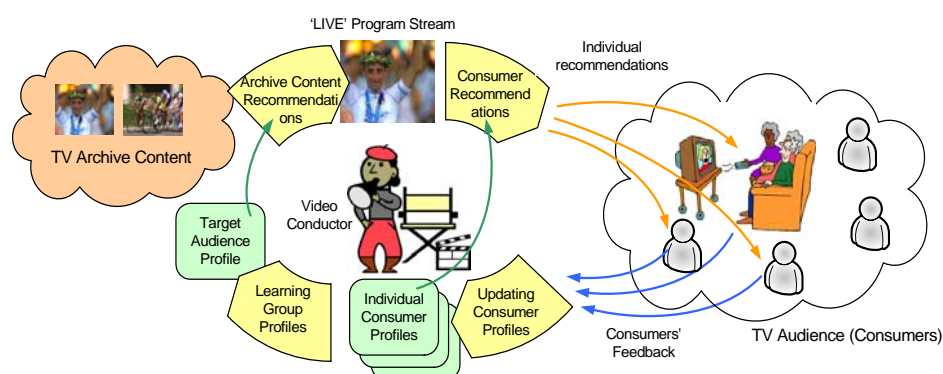 ‘LIVE’ Program Stream
Archive Content
Recommendati
ons
Consumer
Recommend
ations
Individual
recommendations
TV Archive Content
Video
Conductor
Target
Audience
Profile
Learning
Group
Profiles
Individual
Consumer
Profiles
Updating
Consumer
Profiles
Consumers’
Feedback
TV Audience (Consumers)